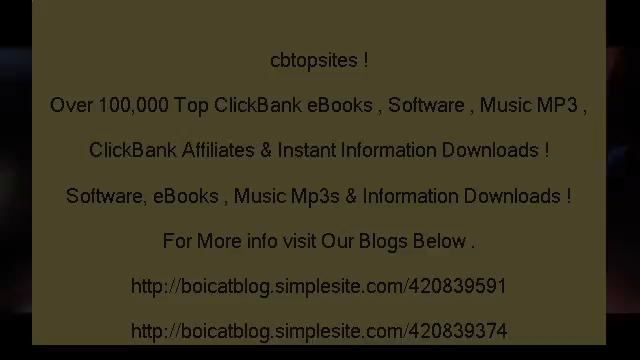 cbtopsites !
Over 100,000 Top ClickBank eBooks , Software , Music MP3 ,
ClickBank Affiliates & Instant Information Downloads !
Software, eBooks , Music Mp3s & Information Downloads !
For More info visit Our Blogs Below .
http://boicatblog.simplesite.com/420839591
http://boicatblog.simplesite.com/420839374